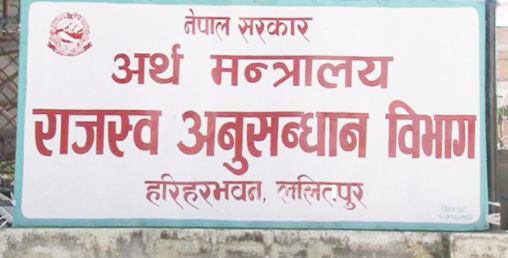 नेपाल सरकार
अर्थ मन्त्रालय
राजस्व अनुसन्धान विभाग
हरिहरभवन, ललितपुर